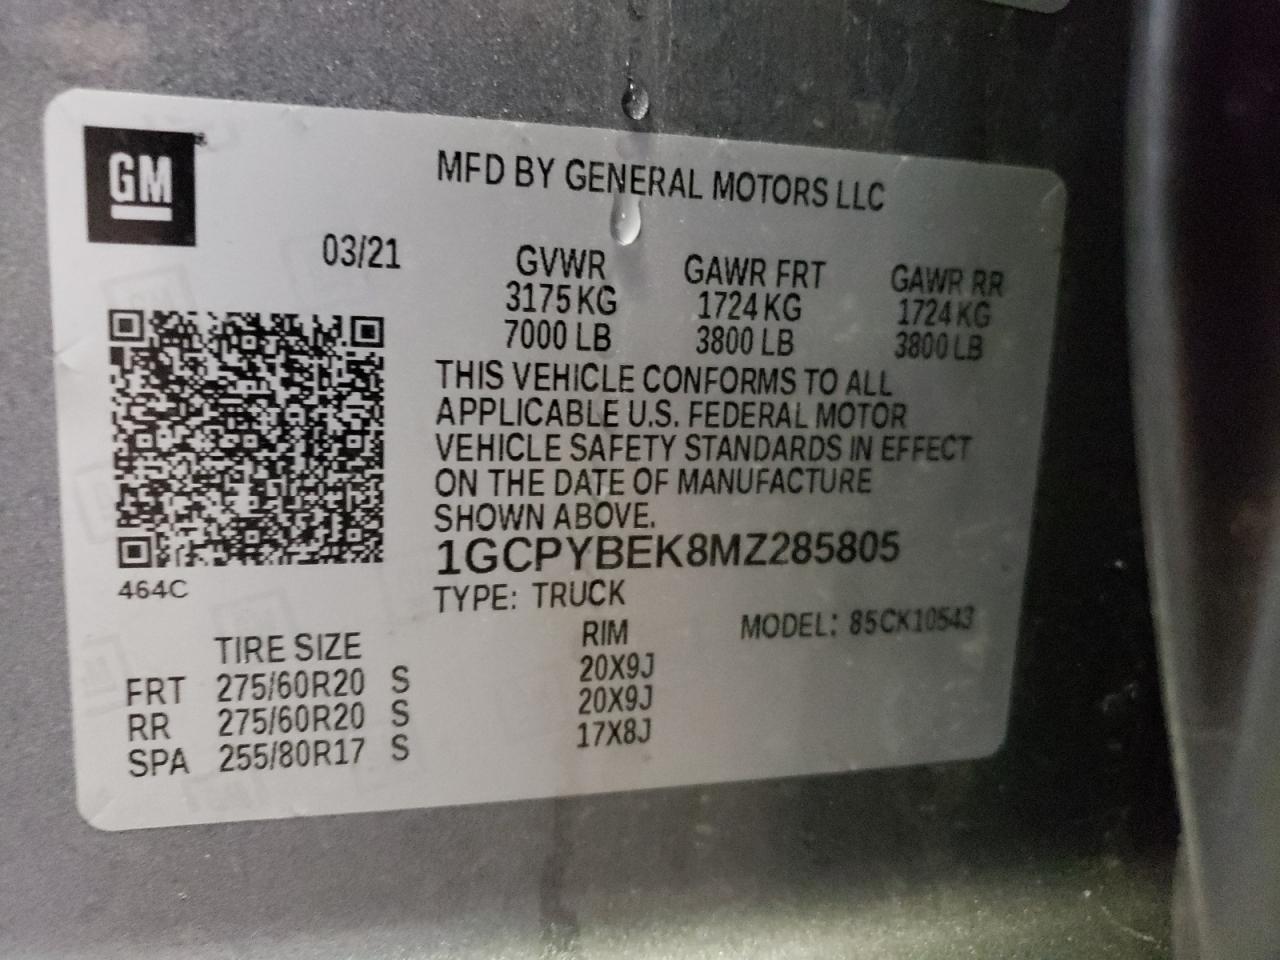 GM
MFD BY GENERAL MOTORS LLC
03/21 GVWR GAWR FRT GAWR RR
3175 KG 1724 KG 1724 KG
7000 LB 3800 LB 3800 LB
THIS VEHICLE CONFORMS TO ALL
APPLICABLE U.S. FEDERAL MOTOR
VEHICLE SAFETY STANDARDS IN EFFECT
ON THE DATE OF MANUFACTURE
SHOWN ABOVE.
1GCPYBEK8MZ285805
464C
TYPE: TRUCK MODEL: 85CK10543
TIRE SIZE RIM
FRT 275/60R20 S 20X9J
RR 275/60R20 S 20X9J
SPA 255/80R17 S 17X8J